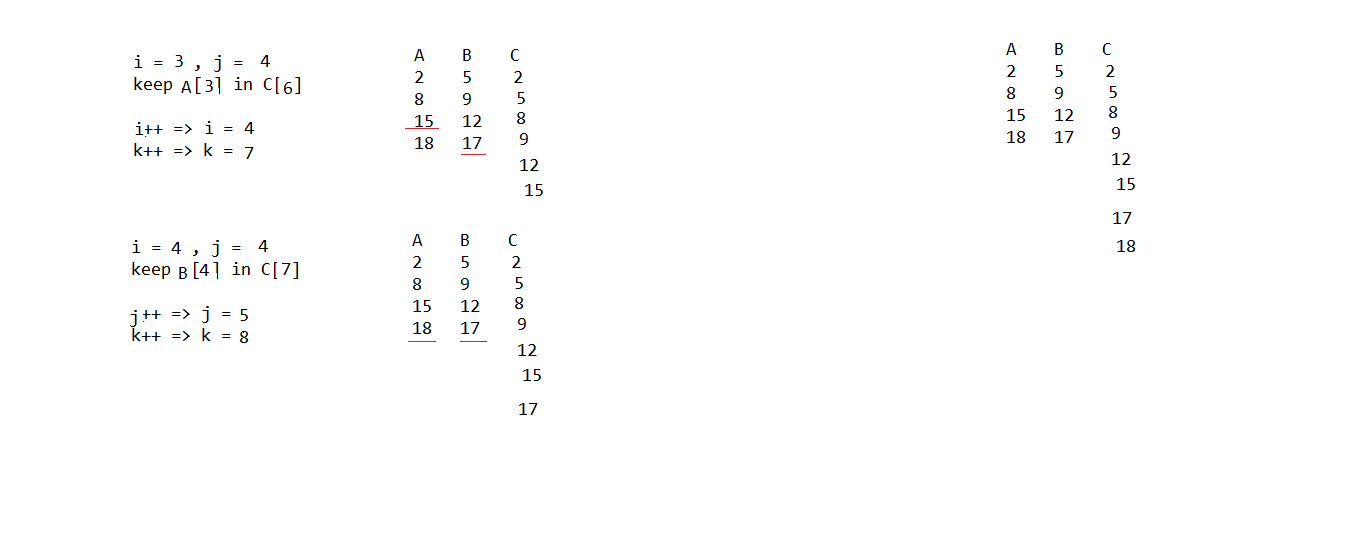 i = 3 , j = 4
keep A[3] in C[6]
i++ => i = 4
k++ => k = 7
A B C
2 5 2
8 9 5
15 12 8
18 17 9
12
15
i = 4 , j = 4
keep B[4] in C[7]
j++ => j = 5
k++ => k = 8
A B C
2 5 2
8 9 5
15 12 8
18 17 9
12
15
17
A B C
2 5 2
8 9 5
15 12 8
18 17 9
12
15
17
18